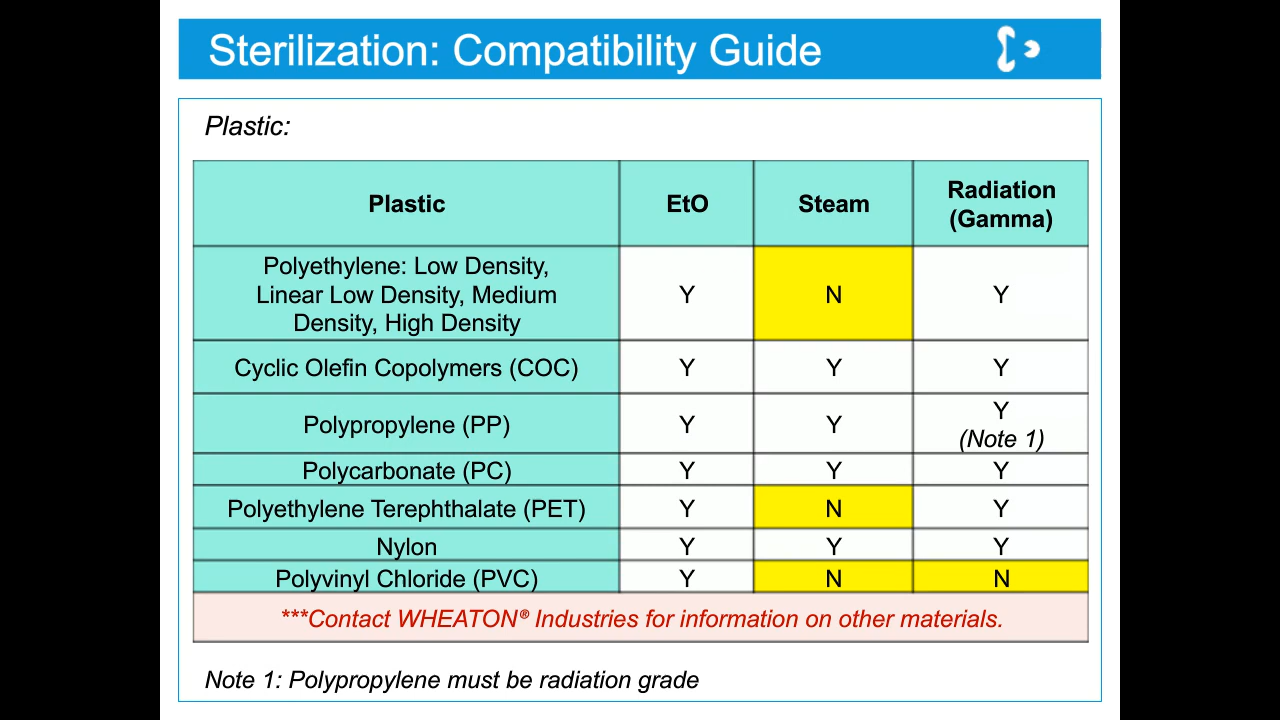 Sterilization: Compatibility Guide
Plastic:
Plastic EtO Steam Radiation (Gamma)
Polyethylene: Low Density,
Linear Low Density, Medium
Density, High Density
Y N Y
Cyclic Olefin Copolymers (COC) Y Y Y
Polypropylene (PP) Y Y Y (Note 1)
Polycarbonate (PC) Y Y Y
Polyethylene Terephthalate (PET) Y N Y
Nylon Y Y Y
Polyvinyl Chloride (PVC) Y N N
***Contact WHEATON® Industries for information on other materials.
Note 1: Polypropylene must be radiation grade